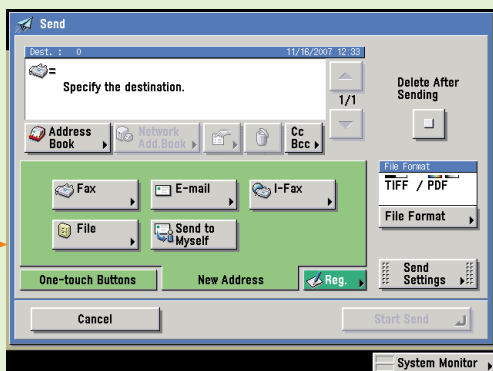 Send
Dest. : 0 11/16/2007 12:33
Specify the destination.
1/1
Delete After
Sending
Address
Book
Network
Add.Book
Cc
Bcc
File Format
TIFF / PDF
File Format
Fax
E-mail
I-Fax
File
Send to
Myself
Send
Settings
One-touch Buttons
New Address
Reg.
Cancel
Start Send
System Monitor